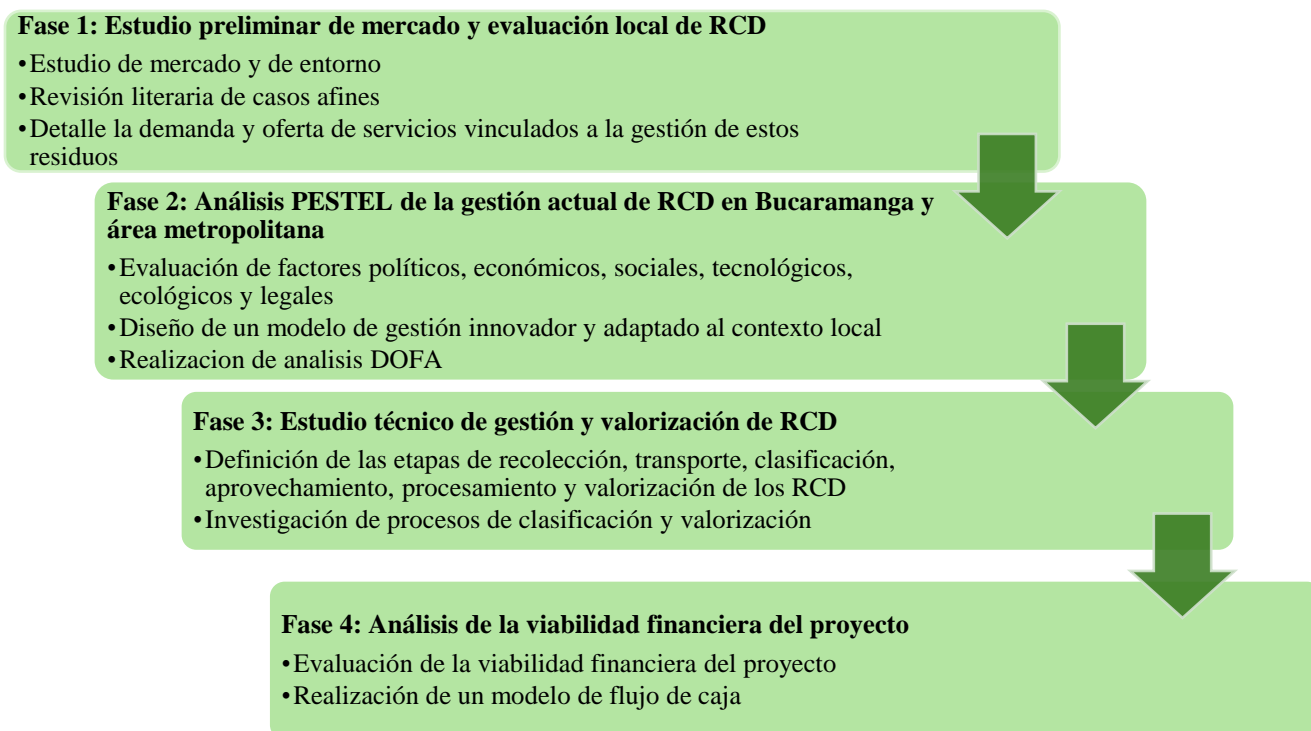 Fase 1: Estudio preliminar de mercado y evaluación local de RCD
•Estudio de mercado y de entorno
•Revisión literaria de casos afines
•Detalle la demanda y oferta de servicios vinculados a la gestión de estos
residuos
Fase 2: Análisis PESTEL de la gestión actual de RCD en Bucaramanga y
área metropolitana
•Evaluación de factores políticos, económicos, sociales, tecnológicos,
ecológicos y legales
•Diseño de un modelo de gestión innovador y adaptado al contexto local
•Realizacion de analisis DOFA
Fase 3: Estudio técnico de gestión y valorización de RCD
•Definición de las etapas de recolección, transporte, clasificación,
aprovechamiento, procesamiento y valorización de los RCD
•Investigación de procesos de clasificación y valorización
Fase 4: Análisis de la viabilidad financiera del proyecto
•Evaluación de la viabilidad financiera del proyecto
•Realización de un modelo de flujo de caja